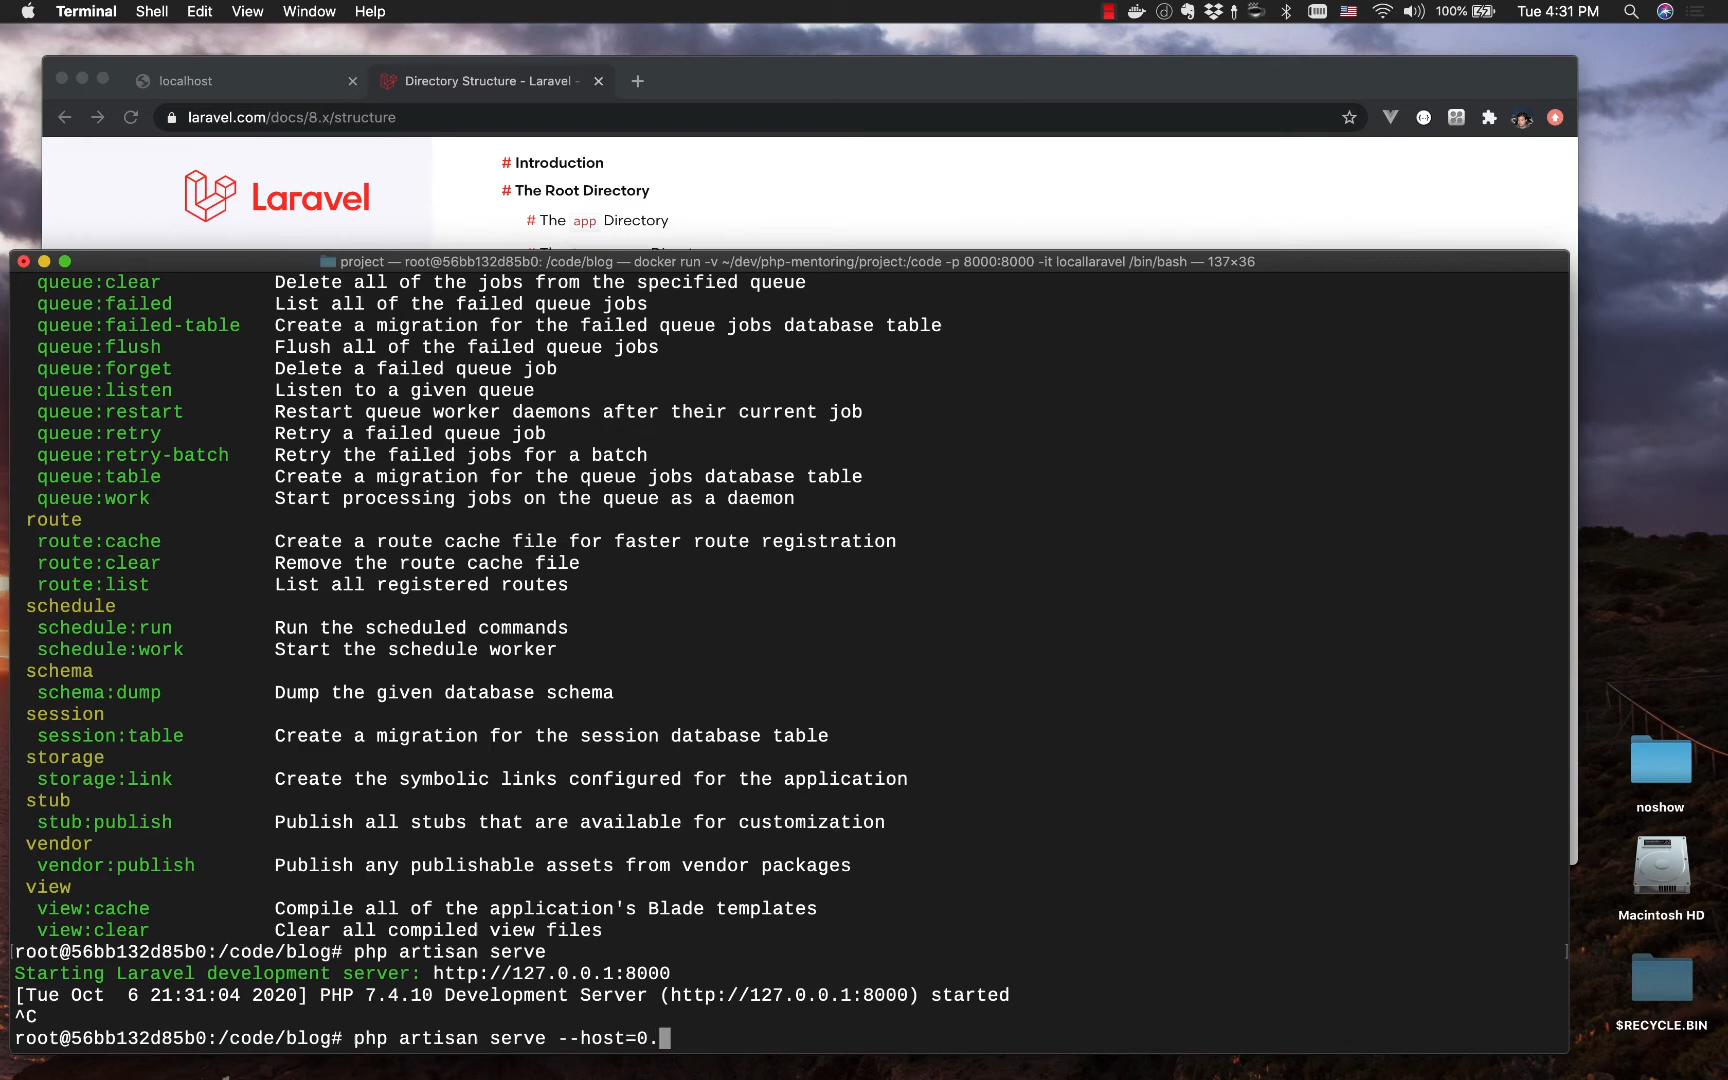 Terminal Shell Edit View Window Help 100% Tue 4:31 PM
localhost Directory Structure - Laravel -
laravel.com/docs/8.x/structure
Laravel
# Introduction
# The Root Directory
# The app Directory
project — root@56bb132d85b0: /code/blog — docker run -v ~/dev/php-mentoring/project:/code -p 8000:8000 -it locallaravel /bin/bash — 137×36
queue:clear Delete all of the jobs from the specified queue
queue:failed List all of the failed queue jobs
queue:failed-table Create a migration for the failed queue jobs database table
queue:flush Flush all of the failed queue jobs
queue:forget Delete a failed queue job
queue:listen Listen to a given queue
queue:restart Restart queue worker daemons after their current job
queue:retry Retry a failed queue job
queue:retry-batch Retry the failed jobs for a batch
queue:table Create a migration for the queue jobs database table
queue:work Start processing jobs on the queue as a daemon
route
route:cache Create a route cache file for faster route registration
route:clear Remove the route cache file
route:list List all registered routes
schedule
schedule:run Run the scheduled commands
schedule:work Start the schedule worker
schema
schema:dump Dump the given database schema
session
session:table Create a migration for the session database table
storage
storage:link Create the symbolic links configured for the application
stub
stub:publish Publish all stubs that are available for customization
vendor
vendor:publish Publish any publishable assets from vendor packages
view
view:cache Compile all of the application's Blade templates
view:clear Clear all compiled view files
root@56bb132d85b0:/code/blog# php artisan serve
Starting Laravel development server: http://127.0.0.1:8000
[Tue Oct  6 21:31:04 2020] PHP 7.4.10 Development Server (http://127.0.0.1:8000) started
^C
root@56bb132d85b0:/code/blog# php artisan serve --host=0.
noshow
Macintosh HD
$RECYCLE.BIN